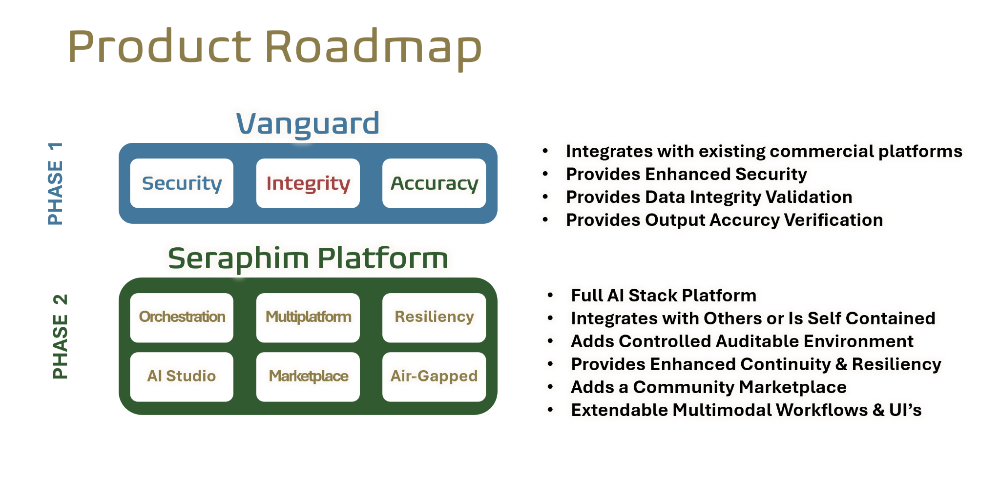 Product Roadmap
PHASE 1
Vanguard
Security
Integrity
Accuracy
• Integrates with existing commercial platforms
• Provides Enhanced Security
• Provides Data Integrity Validation
• Provides Output Accurcy Verification
PHASE 2
Seraphim Platform
Orchestration
Multiplatform
Resiliency
AI Studio
Marketplace
Air-Gapped
• Full AI Stack Platform
• Integrates with Others or Is Self Contained
• Adds Controlled Auditable Environment
• Provides Enhanced Continuity & Resiliency
• Adds a Community Marketplace
• Extendable Multimodal Workflows & UI’s